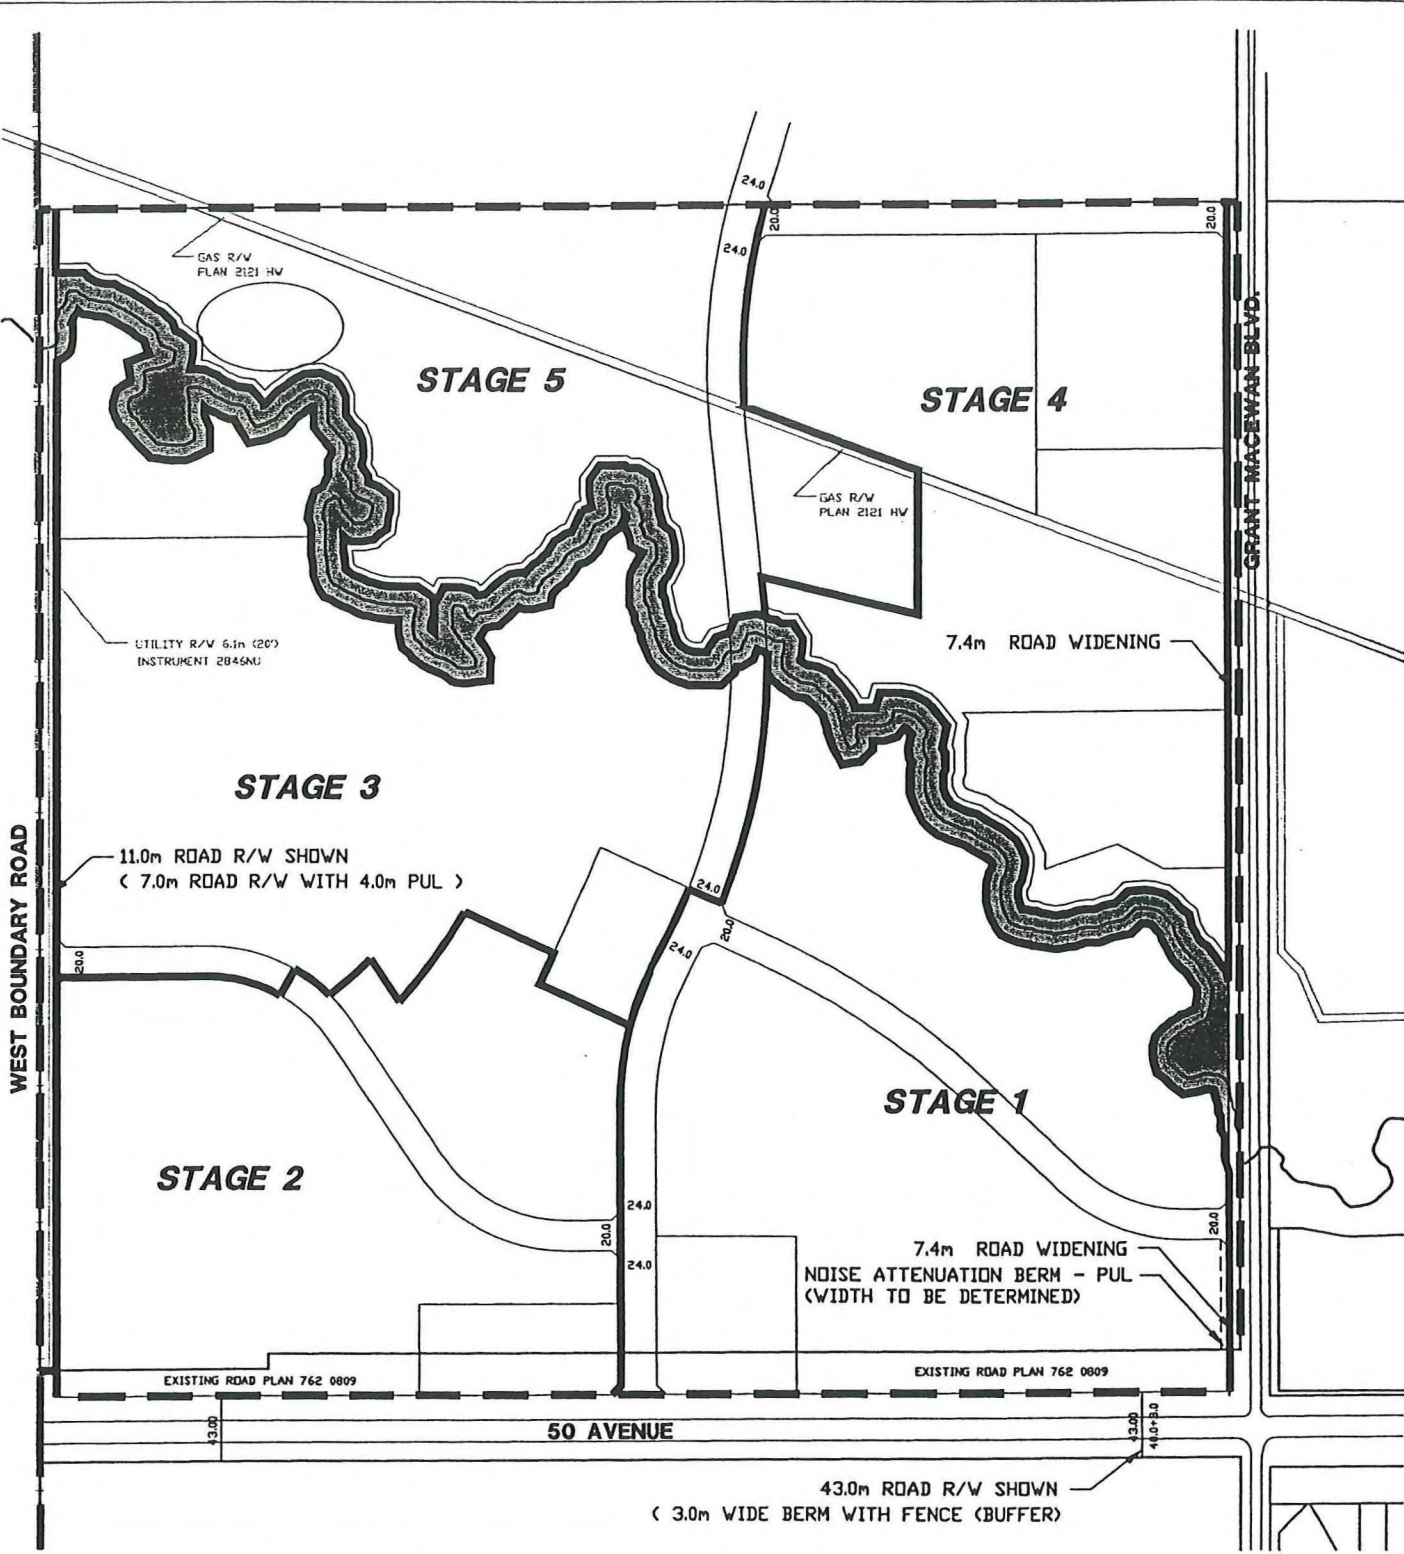 24.0
20.0
20.0
24.0
GAS R/W
PLAN 2121 HW
STAGE 5
STAGE 4
GRANT MACEWAN BLVD.
GAS R/W
PLAN 2121 HW
UTILITY R/W 6.1m (20')
INSTRUMENT 2846NU
7.4m ROAD WIDENING
STAGE 3
WEST BOUNDARY ROAD
11.0m ROAD R/W SHOWN
( 7.0m ROAD R/W WITH 4.0m PUL )
24.0
20.0
24.0
20.0
STAGE 1
STAGE 2
24.0
20.0
20.0
24.0
7.4m ROAD WIDENING
NOISE ATTENUATION BERM - PUL
(WIDTH TO BE DETERMINED)
EXISTING ROAD PLAN 762 0809
EXISTING ROAD PLAN 762 0809
43.00
50 AVENUE
43.00
40.0+3.0
43.0m ROAD R/W SHOWN
( 3.0m WIDE BERM WITH FENCE (BUFFER)